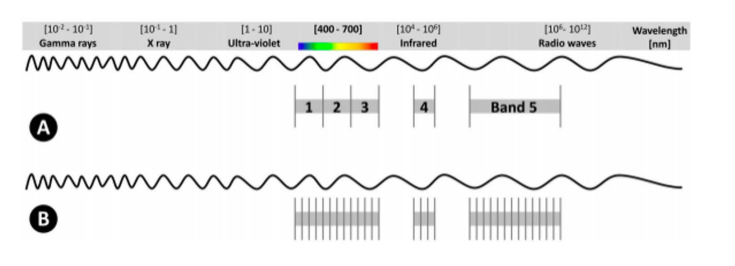 [10⁻² - 10⁻¹] [10⁻¹ - 1] [1 - 10] [400 - 700] [10⁴ - 10⁶] [10⁶- 10¹²] Wavelength
Gamma rays X ray Ultra-violet Infrared Radio waves [nm]
1 2 3 4 Band 5
A
B